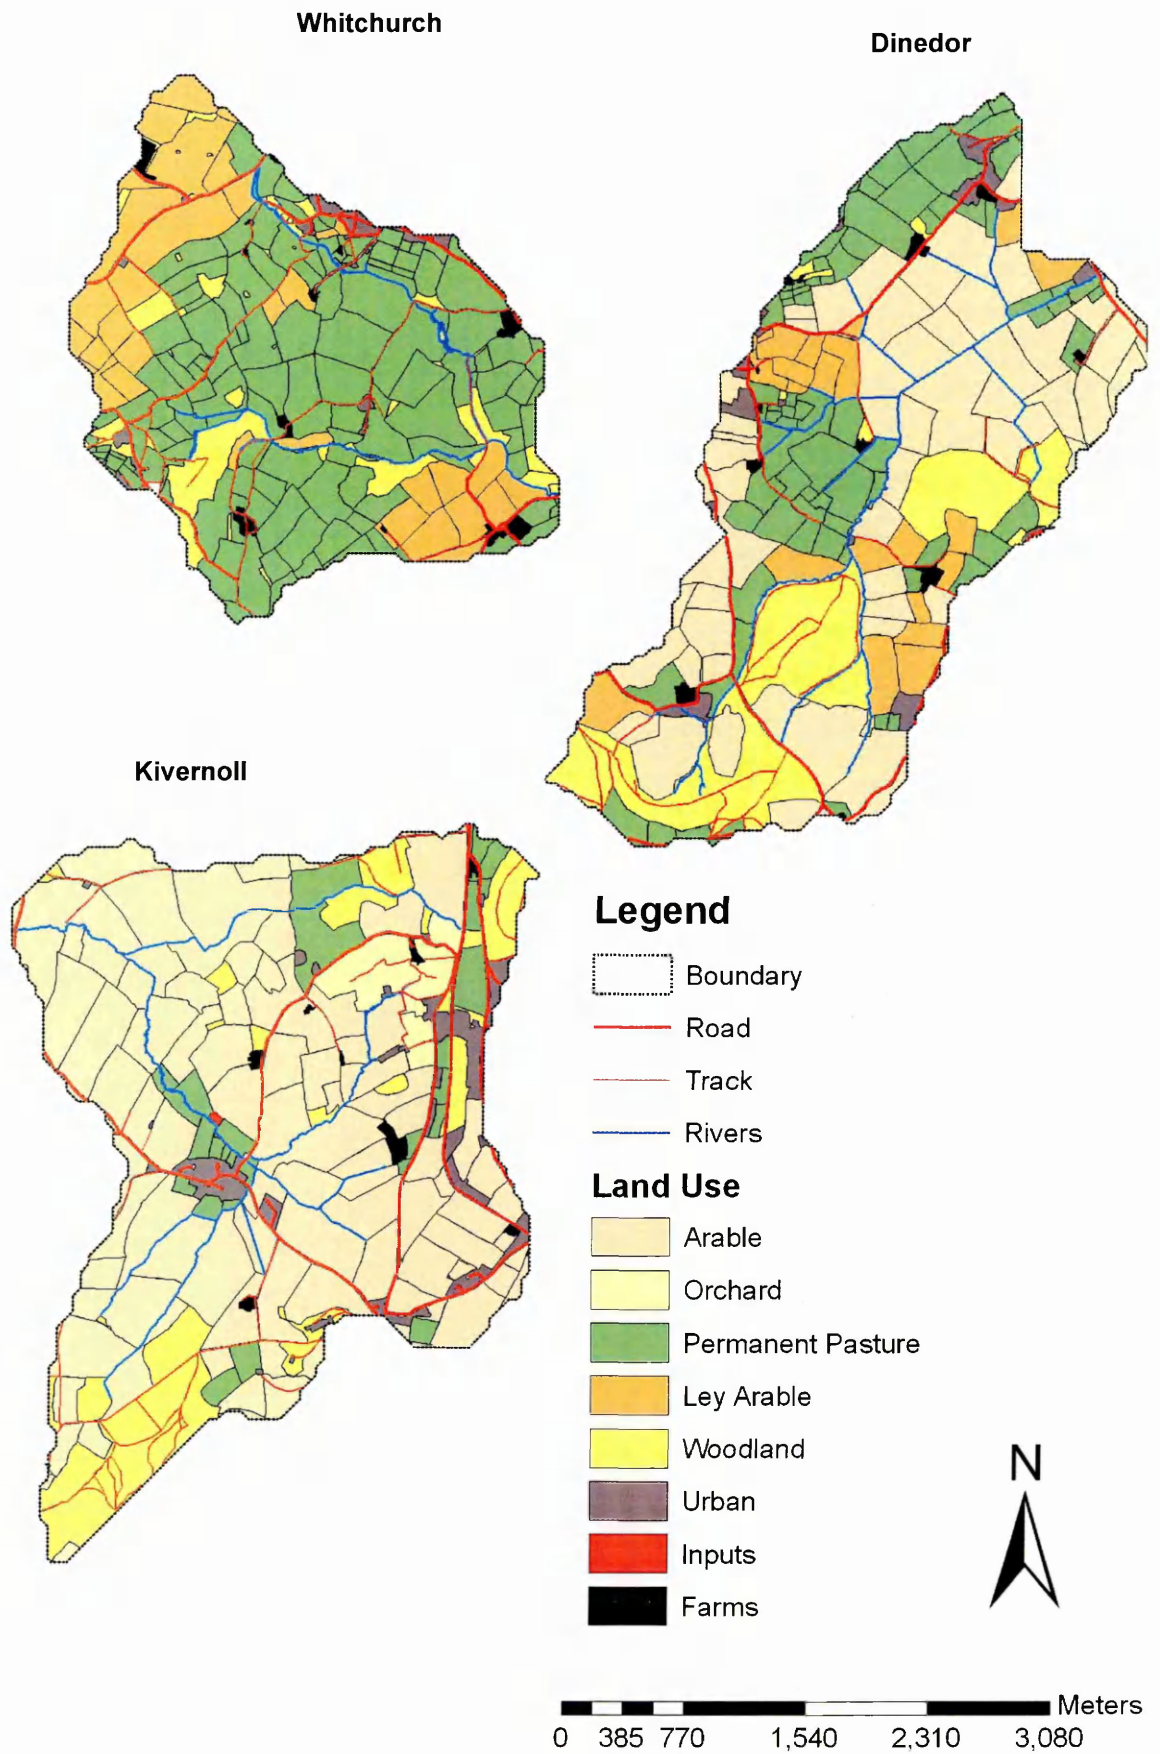 Whitchurch
Dinedor
Kivernoll
Legend
Boundary
Road
Track
Rivers
Land Use
Arable
Orchard
Permanent Pasture
Ley Arable
Woodland
Urban
Inputs
Farms
N
Meters
0 385 770 1,540 2,310 3,080